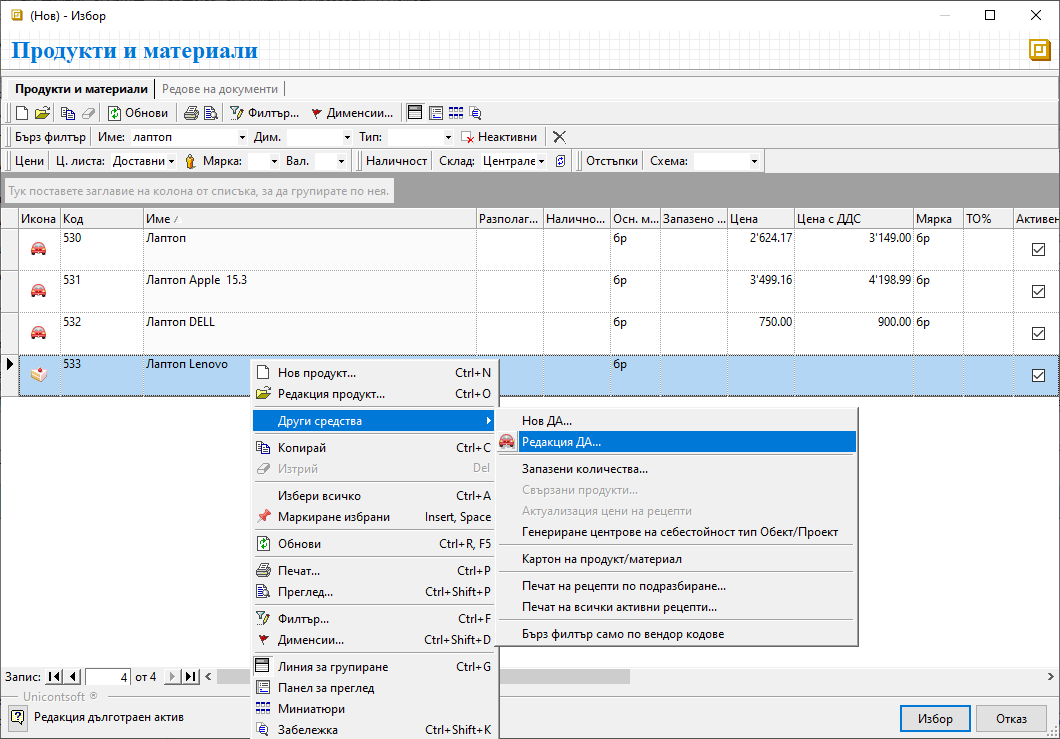 (Нов) - Избор
Продукти и материали
Продукти и материали Редове на документи
Обнови Филтър... Дименсии...
Бърз филтър Име: лаптоп Дим. Тип: Неактивни
Цени Ц. листа: Доставни Мярка: Вал. Наличност Склад: Централе Отстъпки Схема:
Тук поставете заглавие на колона от списъка, за да групирате по нея.
Икона Код Име Разполаг... Налично... Осн. м... Запазено ... Цена Цена с ДДС Мярка ТО% Активен
530 Лаптоп бр 2'624.17 3'149.00 бр
531 Лаптоп Apple 15.3 бр 3'499.16 4'198.99 бр
532 Лаптоп DELL бр 750.00 900.00 бр
533 Лаптоп Lenovo бр
Нов продукт... Ctrl+N
Редакция продукт... Ctrl+O
Други средства
Копирай Ctrl+C
Изтрий Del
Избери всичко Ctrl+A
Маркиране избрани Insert, Space
Обнови Ctrl+R, F5
Печат... Ctrl+P
Преглед... Ctrl+Shift+P
Филтър... Ctrl+F
Дименсии... Ctrl+Shift+D
Линия за групиране Ctrl+G
Панел за преглед
Миниатюри
Забележка Ctrl+Shift+K
Нов ДА...
Редакция ДА...
Запазени количества...
Свързани продукти...
Актуализация цени на рецепти
Генериране центрове на себестойност тип Обект/Проект
Картон на продукт/материал
Печат на рецепти по подразбиране...
Печат на всички активни рецепти...
Бърз филтър само по вендор кодове
Запис: 4 от 4
Unicontsoft ®
Редакция дълготраен актив
Избор Отказ